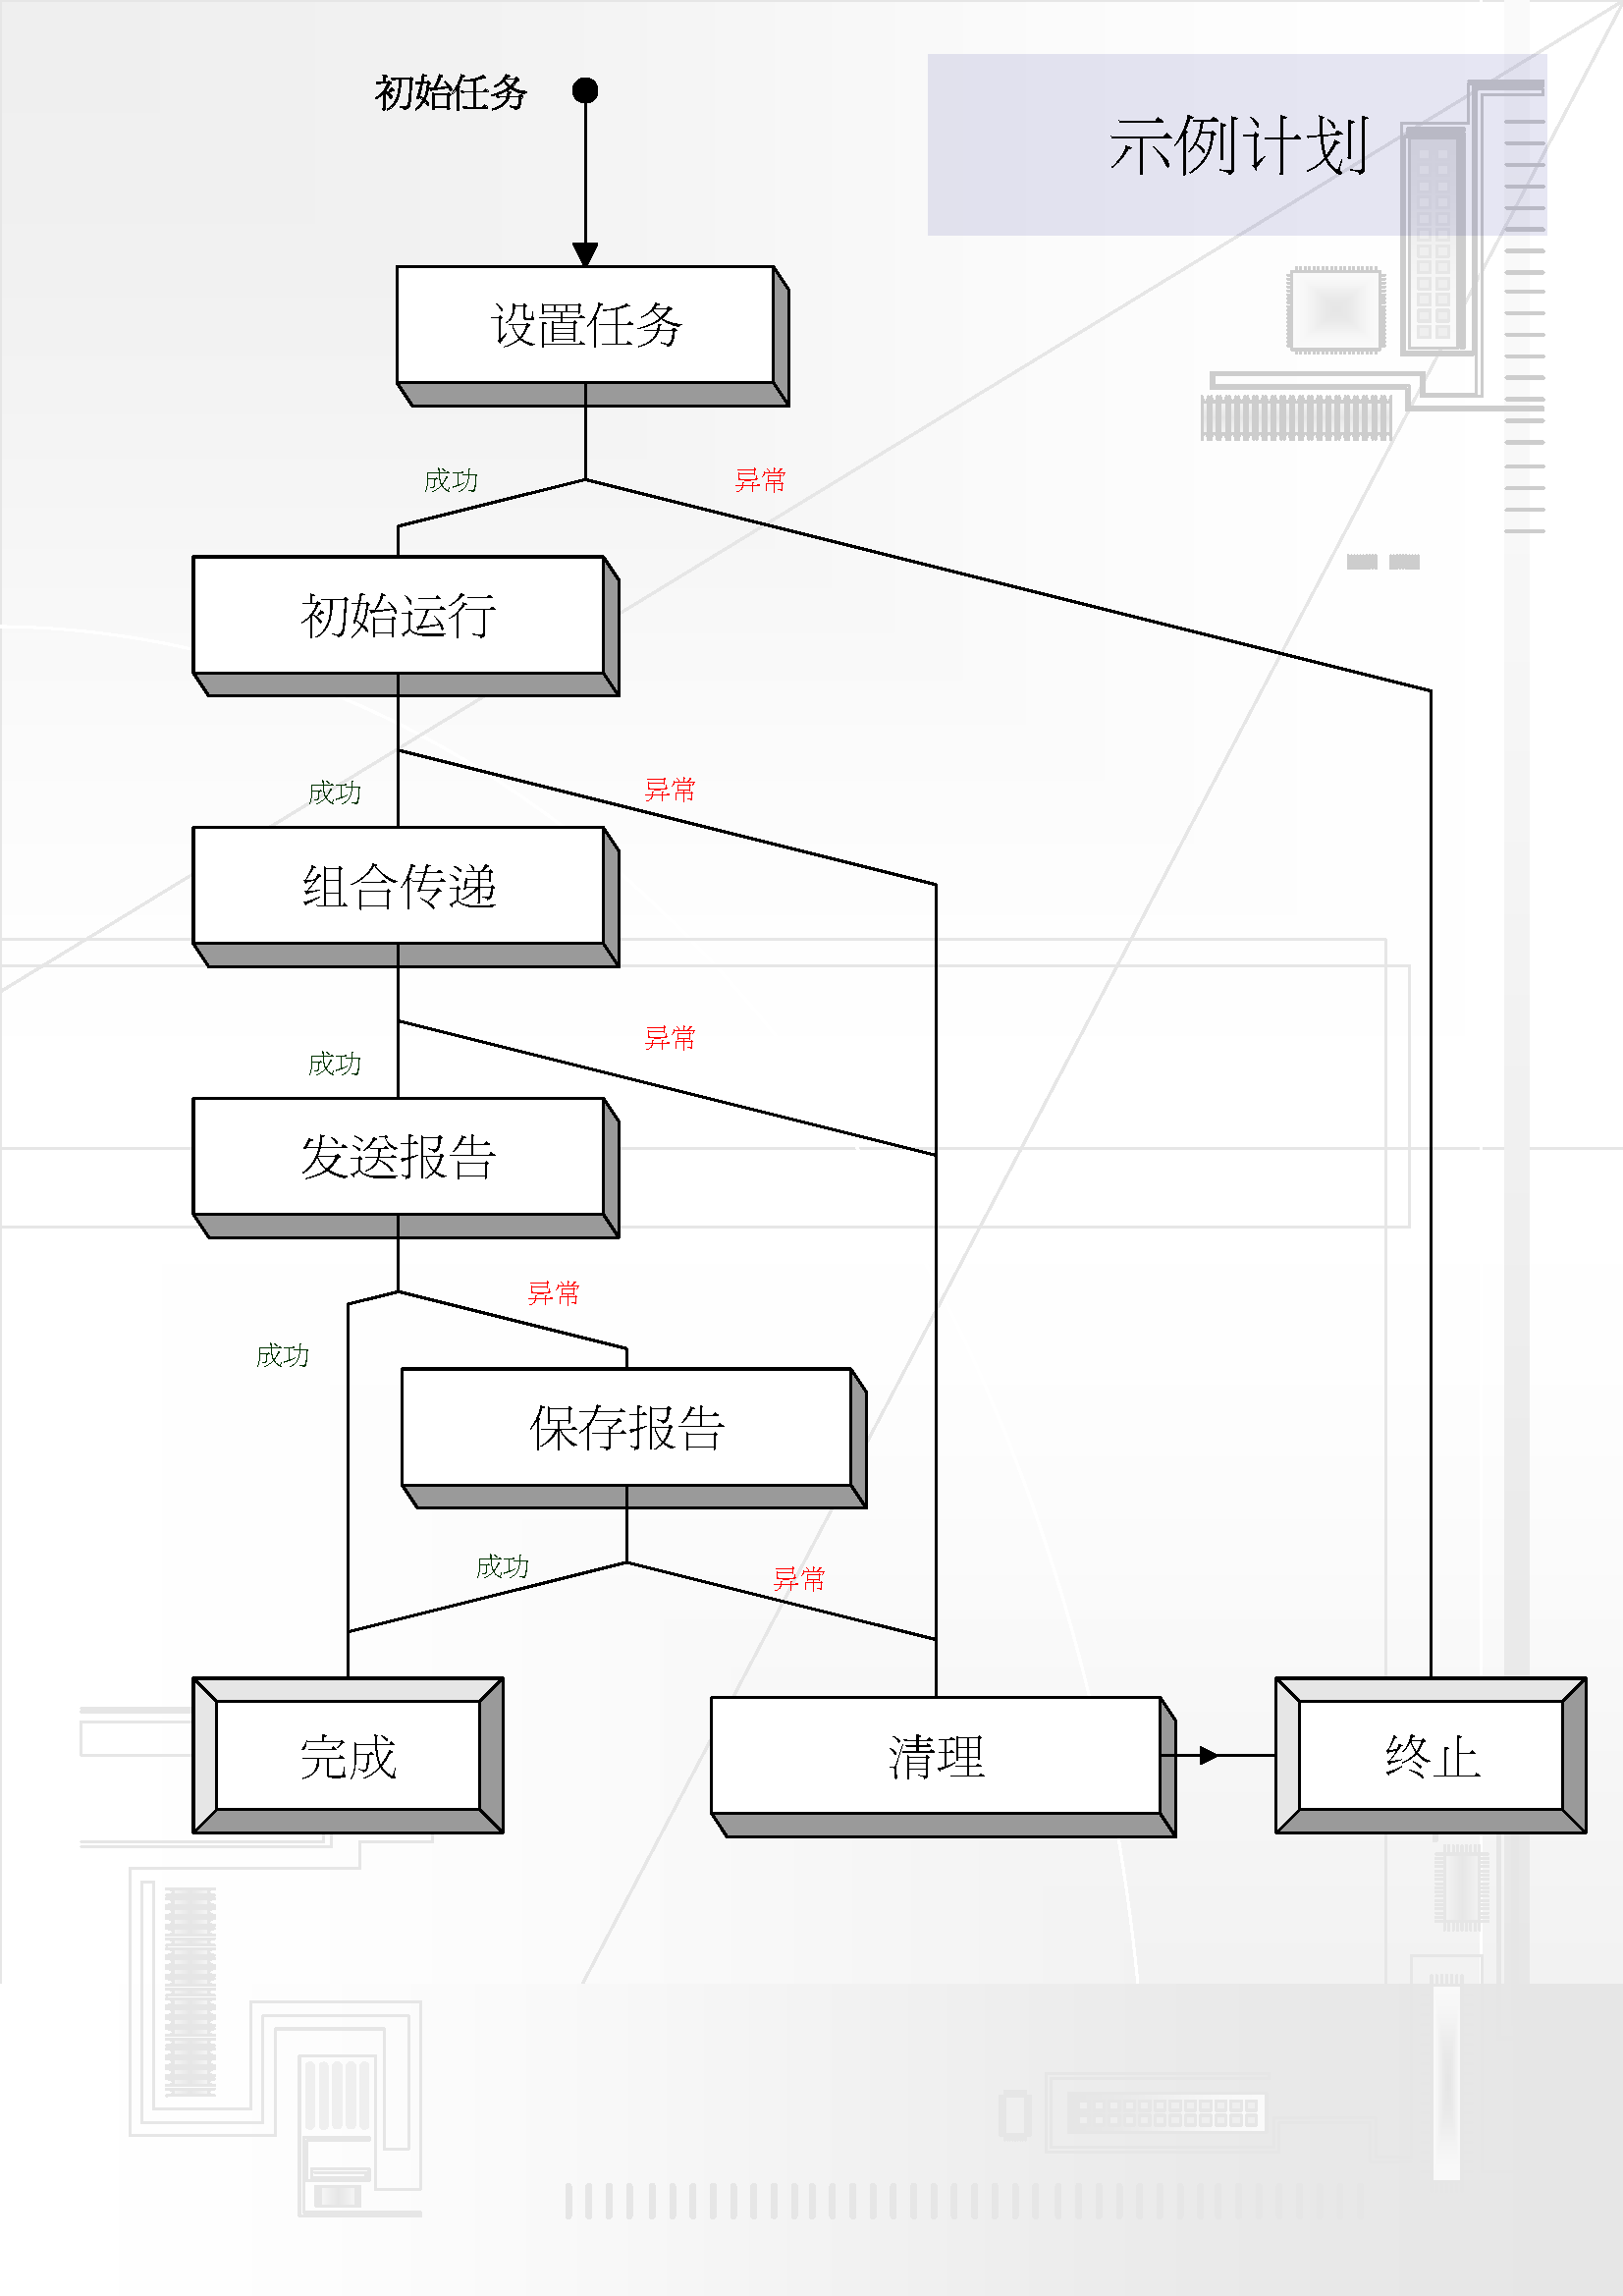 初始任务
示例计划
设置任务
成功
异常
初始运行
成功
异常
组合传递
成功
异常
发送报告
异常
成功
保存报告
成功
异常
完成
清理
终止